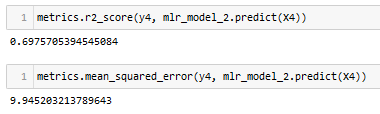 1 metrics.r2_score(y4, mlr_model_2.predict(X4))
0.6975705394545084
1 metrics.mean_squared_error(y4, mlr_model_2.predict(X4))
9.945203213789643